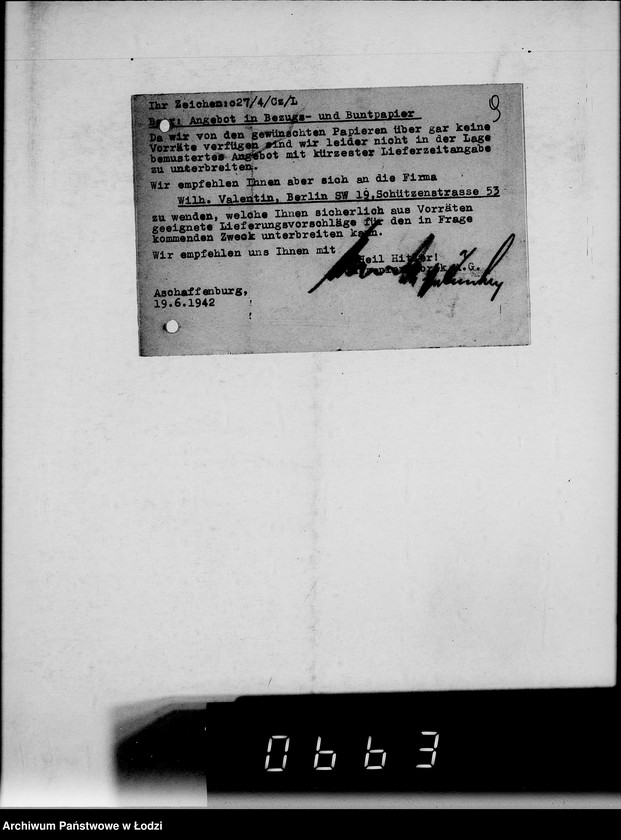 9
Ihr Zeichen:c27/4/Cz/L
Angebot in Bezugs- und Buntpapier
Da wir von den gewünschten Papieren über gar keine
Vorräte verfügen sind wir leider nicht in der Lage
bemustertes Angebot mit kürzester Lieferzeitangabe
zu unterbreiten.
Wir empfehlen Ihnen aber sich an die Firma
Wilh. Valentin, Berlin SW 19,Schützenstrasse 53
zu wenden, welche Ihnen sicherlich aus Vorräten
geeignete Lieferungsvorschläge für den in Frage
kommenden Zweck unterbreiten kann.
Wir empfehlen uns Ihnen mit
Heil Hitler!
A.G.
Aschaffenburg,
19.6.1942
0663
Archiwum Państwowe w Łodzi